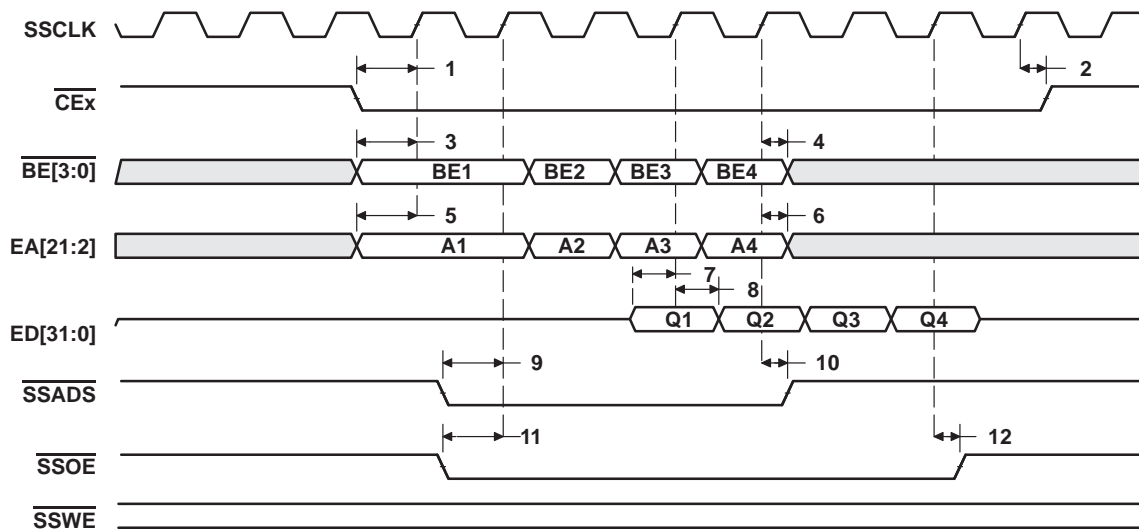 SSCLK
1 2
CEx
3 4
BE[3:0] BE1 BE2 BE3 BE4
5 6
EA[21:2] A1 A2 A3 A4
7
8
ED[31:0] Q1 Q2 Q3 Q4
9 10
SSADS
11 12
SSOE
SSWE